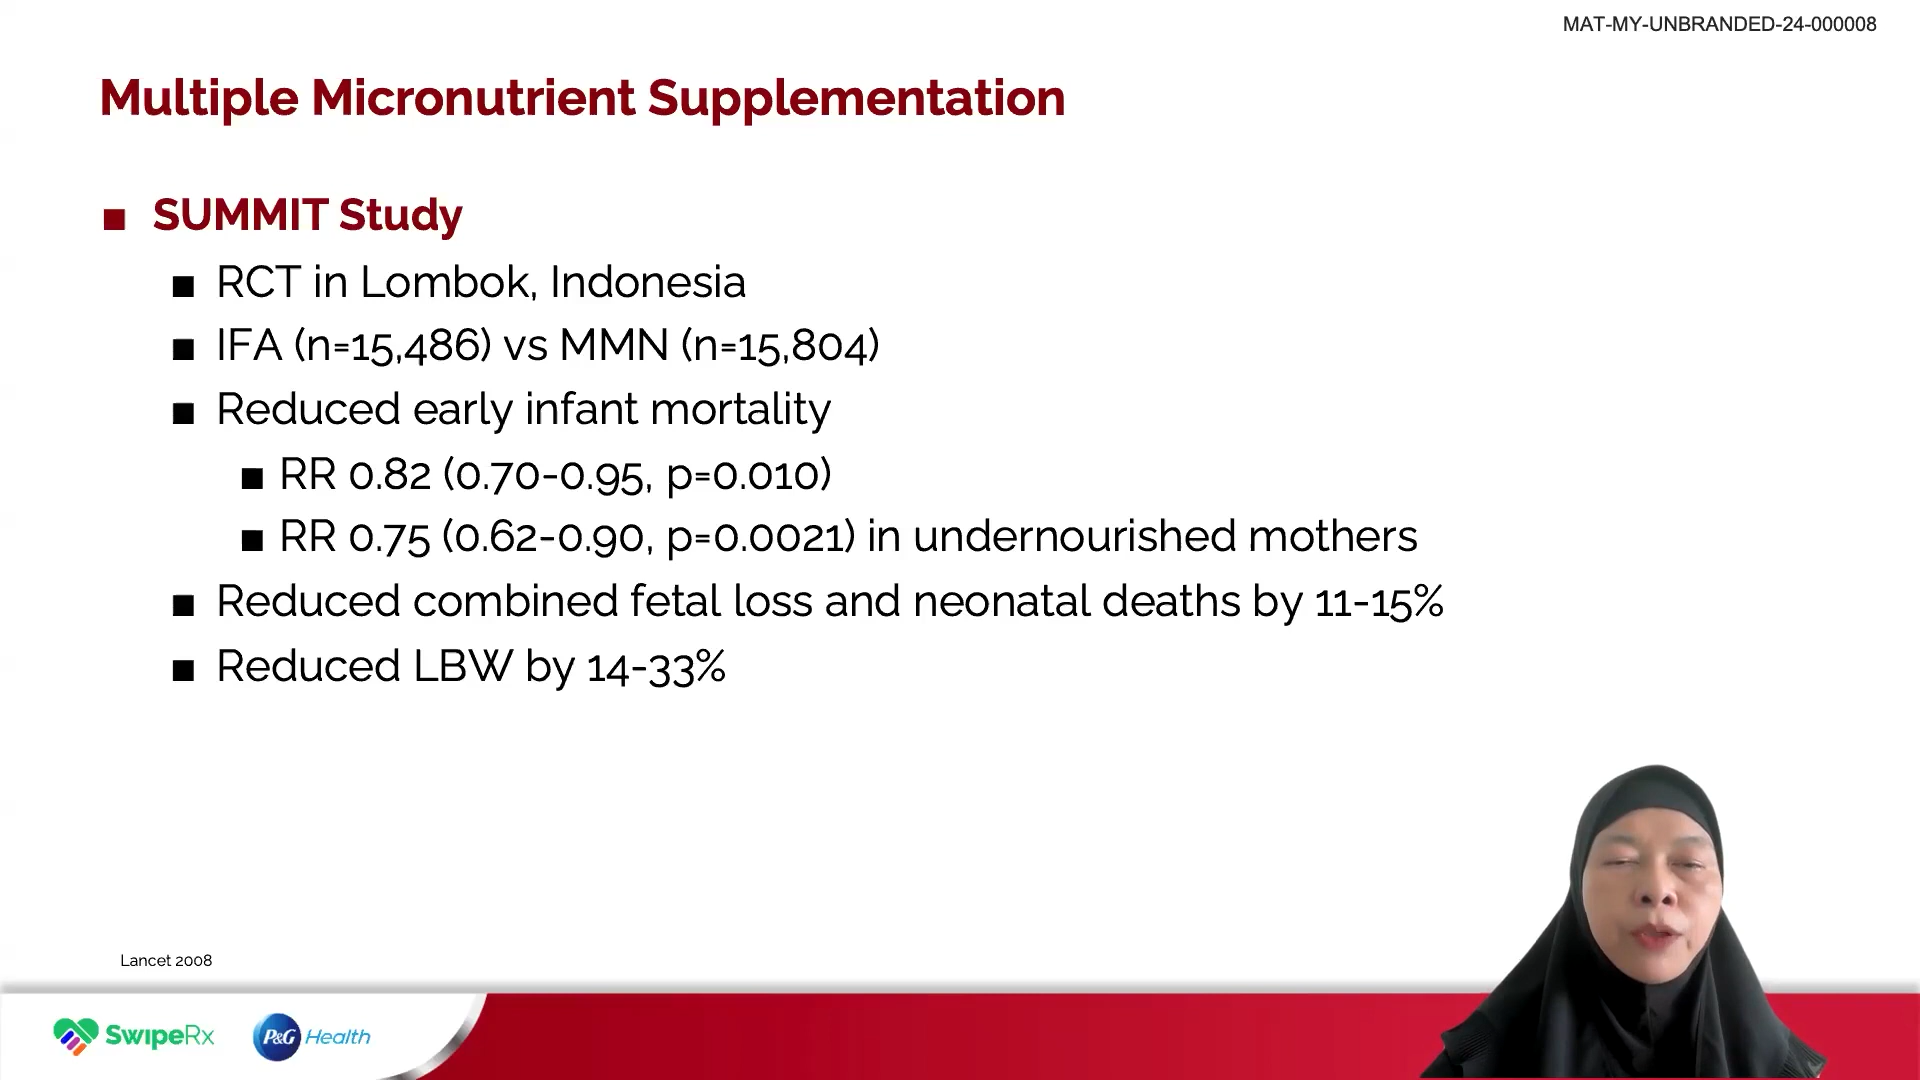 MAT-MY-UNBRANDED-24-000008
Multiple Micronutrient Supplementation
■ SUMMIT Study
■ RCT in Lombok, Indonesia
■ IFA (n=15,486) vs MMN (n=15,804)
■ Reduced early infant mortality
■ RR 0.82 (0.70-0.95, p=0.010)
■ RR 0.75 (0.62-0.90, p=0.0021) in undernourished mothers
■ Reduced combined fetal loss and neonatal deaths by 11-15%
■ Reduced LBW by 14-33%
Lancet 2008
SwipeRx P&G Health